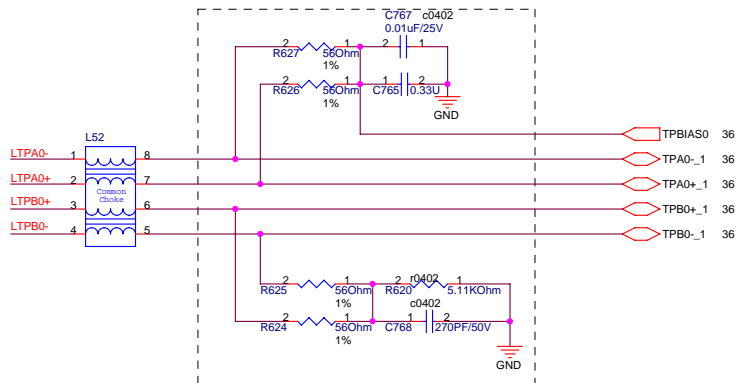 C767 c0402
0.01uF/25V
2 1 2 1
R627 56Ohm
1%
2 1 1 2
R626 56Ohm C765 0.33U
1%
GND
L52
TPBIAS0 36
LTPA0- 1 8 TPA0-_1 36
LTPA0+ 2 7 TPA0+_1 36
Common
Choke
LTPB0+ 3 6 TPB0+_1 36
LTPB0- 4 5 TPB0-_1 36
2 1 2 r0402 1
R625 56Ohm R620 5.11KOhm
1% c0402
2 1 1 2
R624 56Ohm C768 270PF/50V
1%
GND